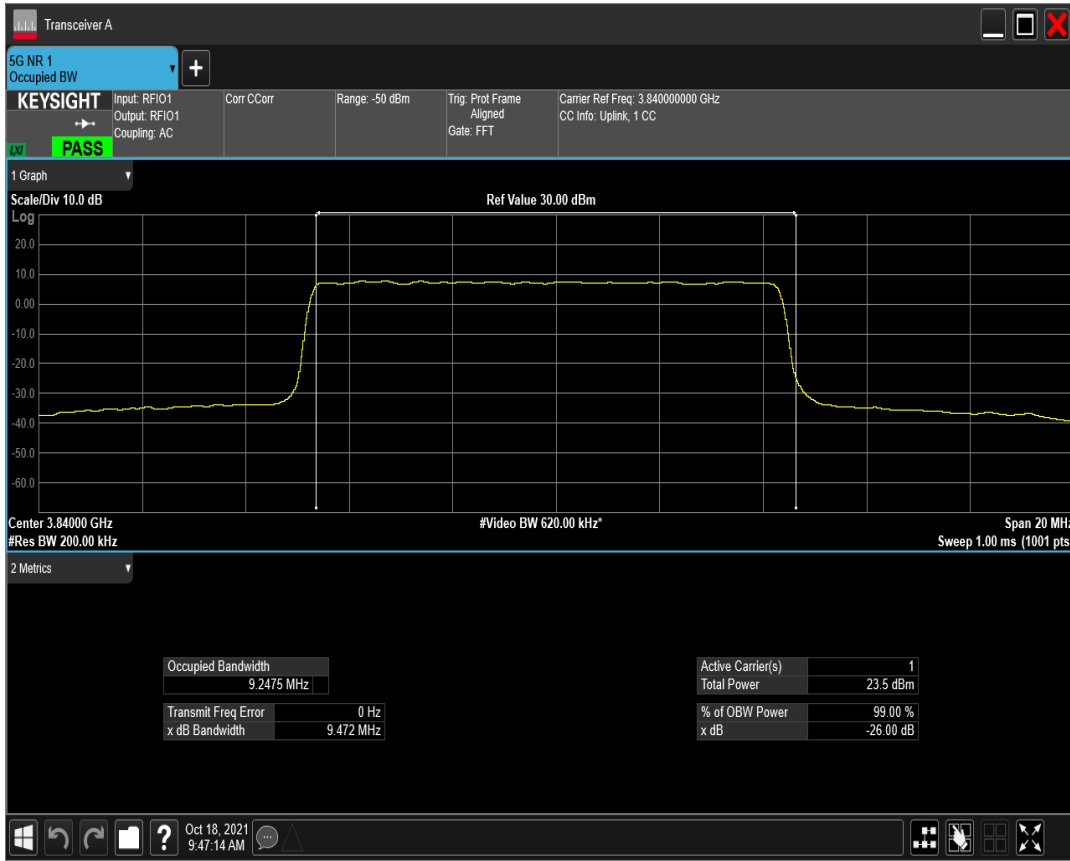 Transceiver A
5G NR 1
Occupied BW
+
KEYSIGHT
LXI
PASS
Input: RFIO1
Output: RFIO1
Coupling: AC
Corr CCorr
Range: -50 dBm
Trig: Prot Frame
Aligned
Gate: FFT
Carrier Ref Freq: 3.840000000 GHz
CC Info: Uplink, 1 CC
1 Graph
Scale/Div 10.0 dB
Ref Value 30.00 dBm
Log
20.0
10.0
0.00
-10.0
-20.0
-30.0
-40.0
-50.0
-60.0
Center 3.84000 GHz
#Video BW 620.00 kHz*
Span 20 MHz
#Res BW 200.00 kHz
Sweep 1.00 ms (1001 pts
2 Metrics
Occupied Bandwidth
9.2475 MHz
Transmit Freq Error 0 Hz
x dB Bandwidth 9.472 MHz
Active Carrier(s) 1
Total Power 23.5 dBm
% of OBW Power 99.00 %
x dB -26.00 dB
?
Oct 18, 2021
9:47:14 AM